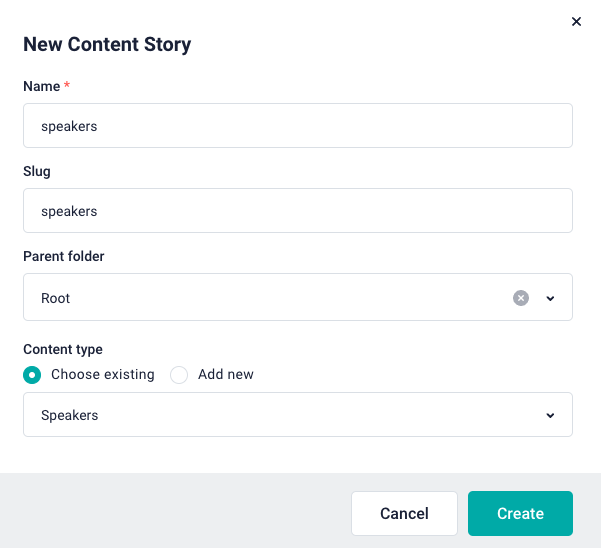 New Content Story
Name *
speakers
Slug
speakers
Parent folder
Root
Content type
Choose existing Add new
Speakers
Cancel Create